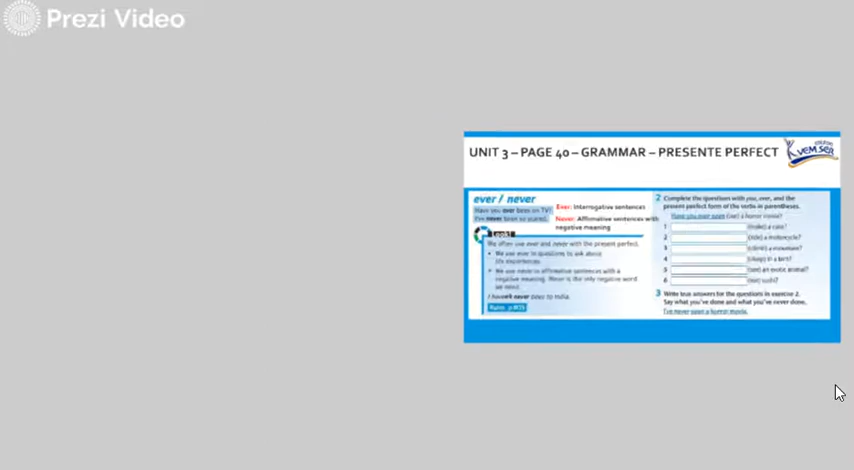 Prezi Video
UNIT 3 – PAGE 40 – GRAMMAR – PRESENTE PERFECT
VEM SER
ever / never
Have you ever been on TV?
I've never been so scared.
Ever: Interrogative sentences
Never: Affirmative sentences with
negative meaning
Look!
We often use ever and never with the present perfect.
• We use ever in questions to ask about
life experiences.
• We use never in affirmative sentences with a
negative meaning. Never is the only negative word
we need.
I haven't never been to India.
2 Complete the questions with you, ever, and the
present perfect form of the verbs in parentheses.
Have you ever seen (see) a horror movie?
1 (make) a cake?
2 (ride) a motorcycle?
3 (climb) a mountain?
4 (sleep) in a tent?
5 (see) an exotic animal?
6 (eat) sushi?
3 Write true answers for the questions in exercise 2.
Say what you've done and what you've never done.
I've never seen a horror movie.